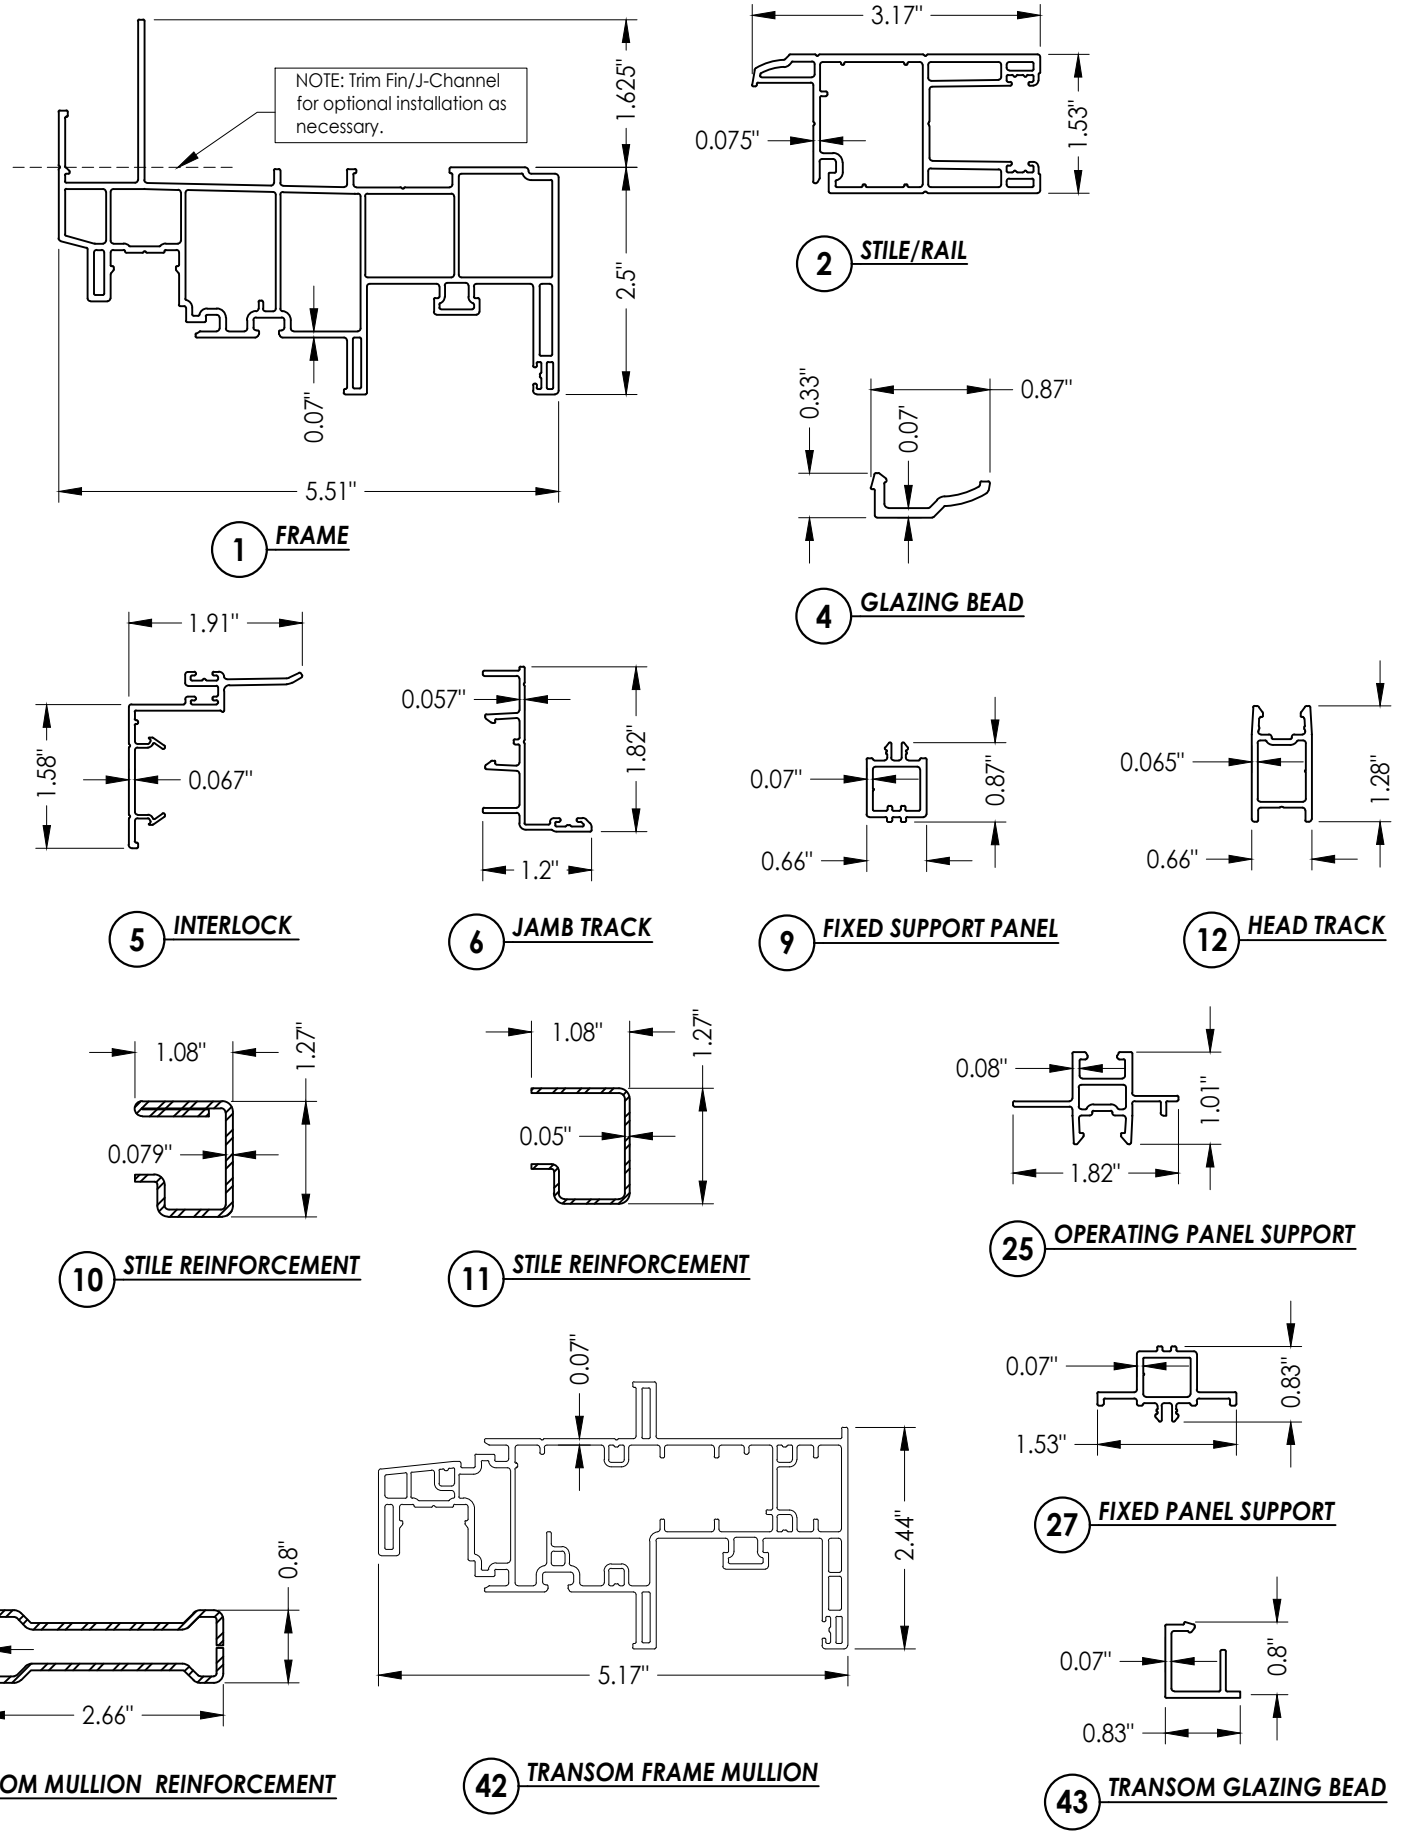 3.17"
1.625"
NOTE: Trim Fin/J-Channel
for optional installation as
necessary.
0.075"
1.53"
2.5"
2 STILE/RAIL
0.07"
5.51"
1 FRAME
0.33"
0.87"
0.07'
4 GLAZING BEAD
1.91"
1.58"
0.067"
5 INTERLOCK
0.057"
1.82"
1.2"
6 JAMB TRACK
0.07"
0.87"
0.66"
9 FIXED SUPPORT PANEL
0.065"
1.28"
0.66"
12 HEAD TRACK
1.08"
1.27"
0.079"
10 STILE REINFORCEMENT
1.08"
1.27"
0.05"
11 STILE REINFORCEMENT
0.08"
1.01"
1.82"
25 OPERATING PANEL SUPPORT
0.07"
0.83"
1.53"
27 FIXED PANEL SUPPORT
0.8"
2.66"
OM MULLION REINFORCEMENT
0.07"
2.44"
5.17"
42 TRANSOM FRAME MULLION
0.07"
0.8"
0.83"
43 TRANSOM GLAZING BEAD